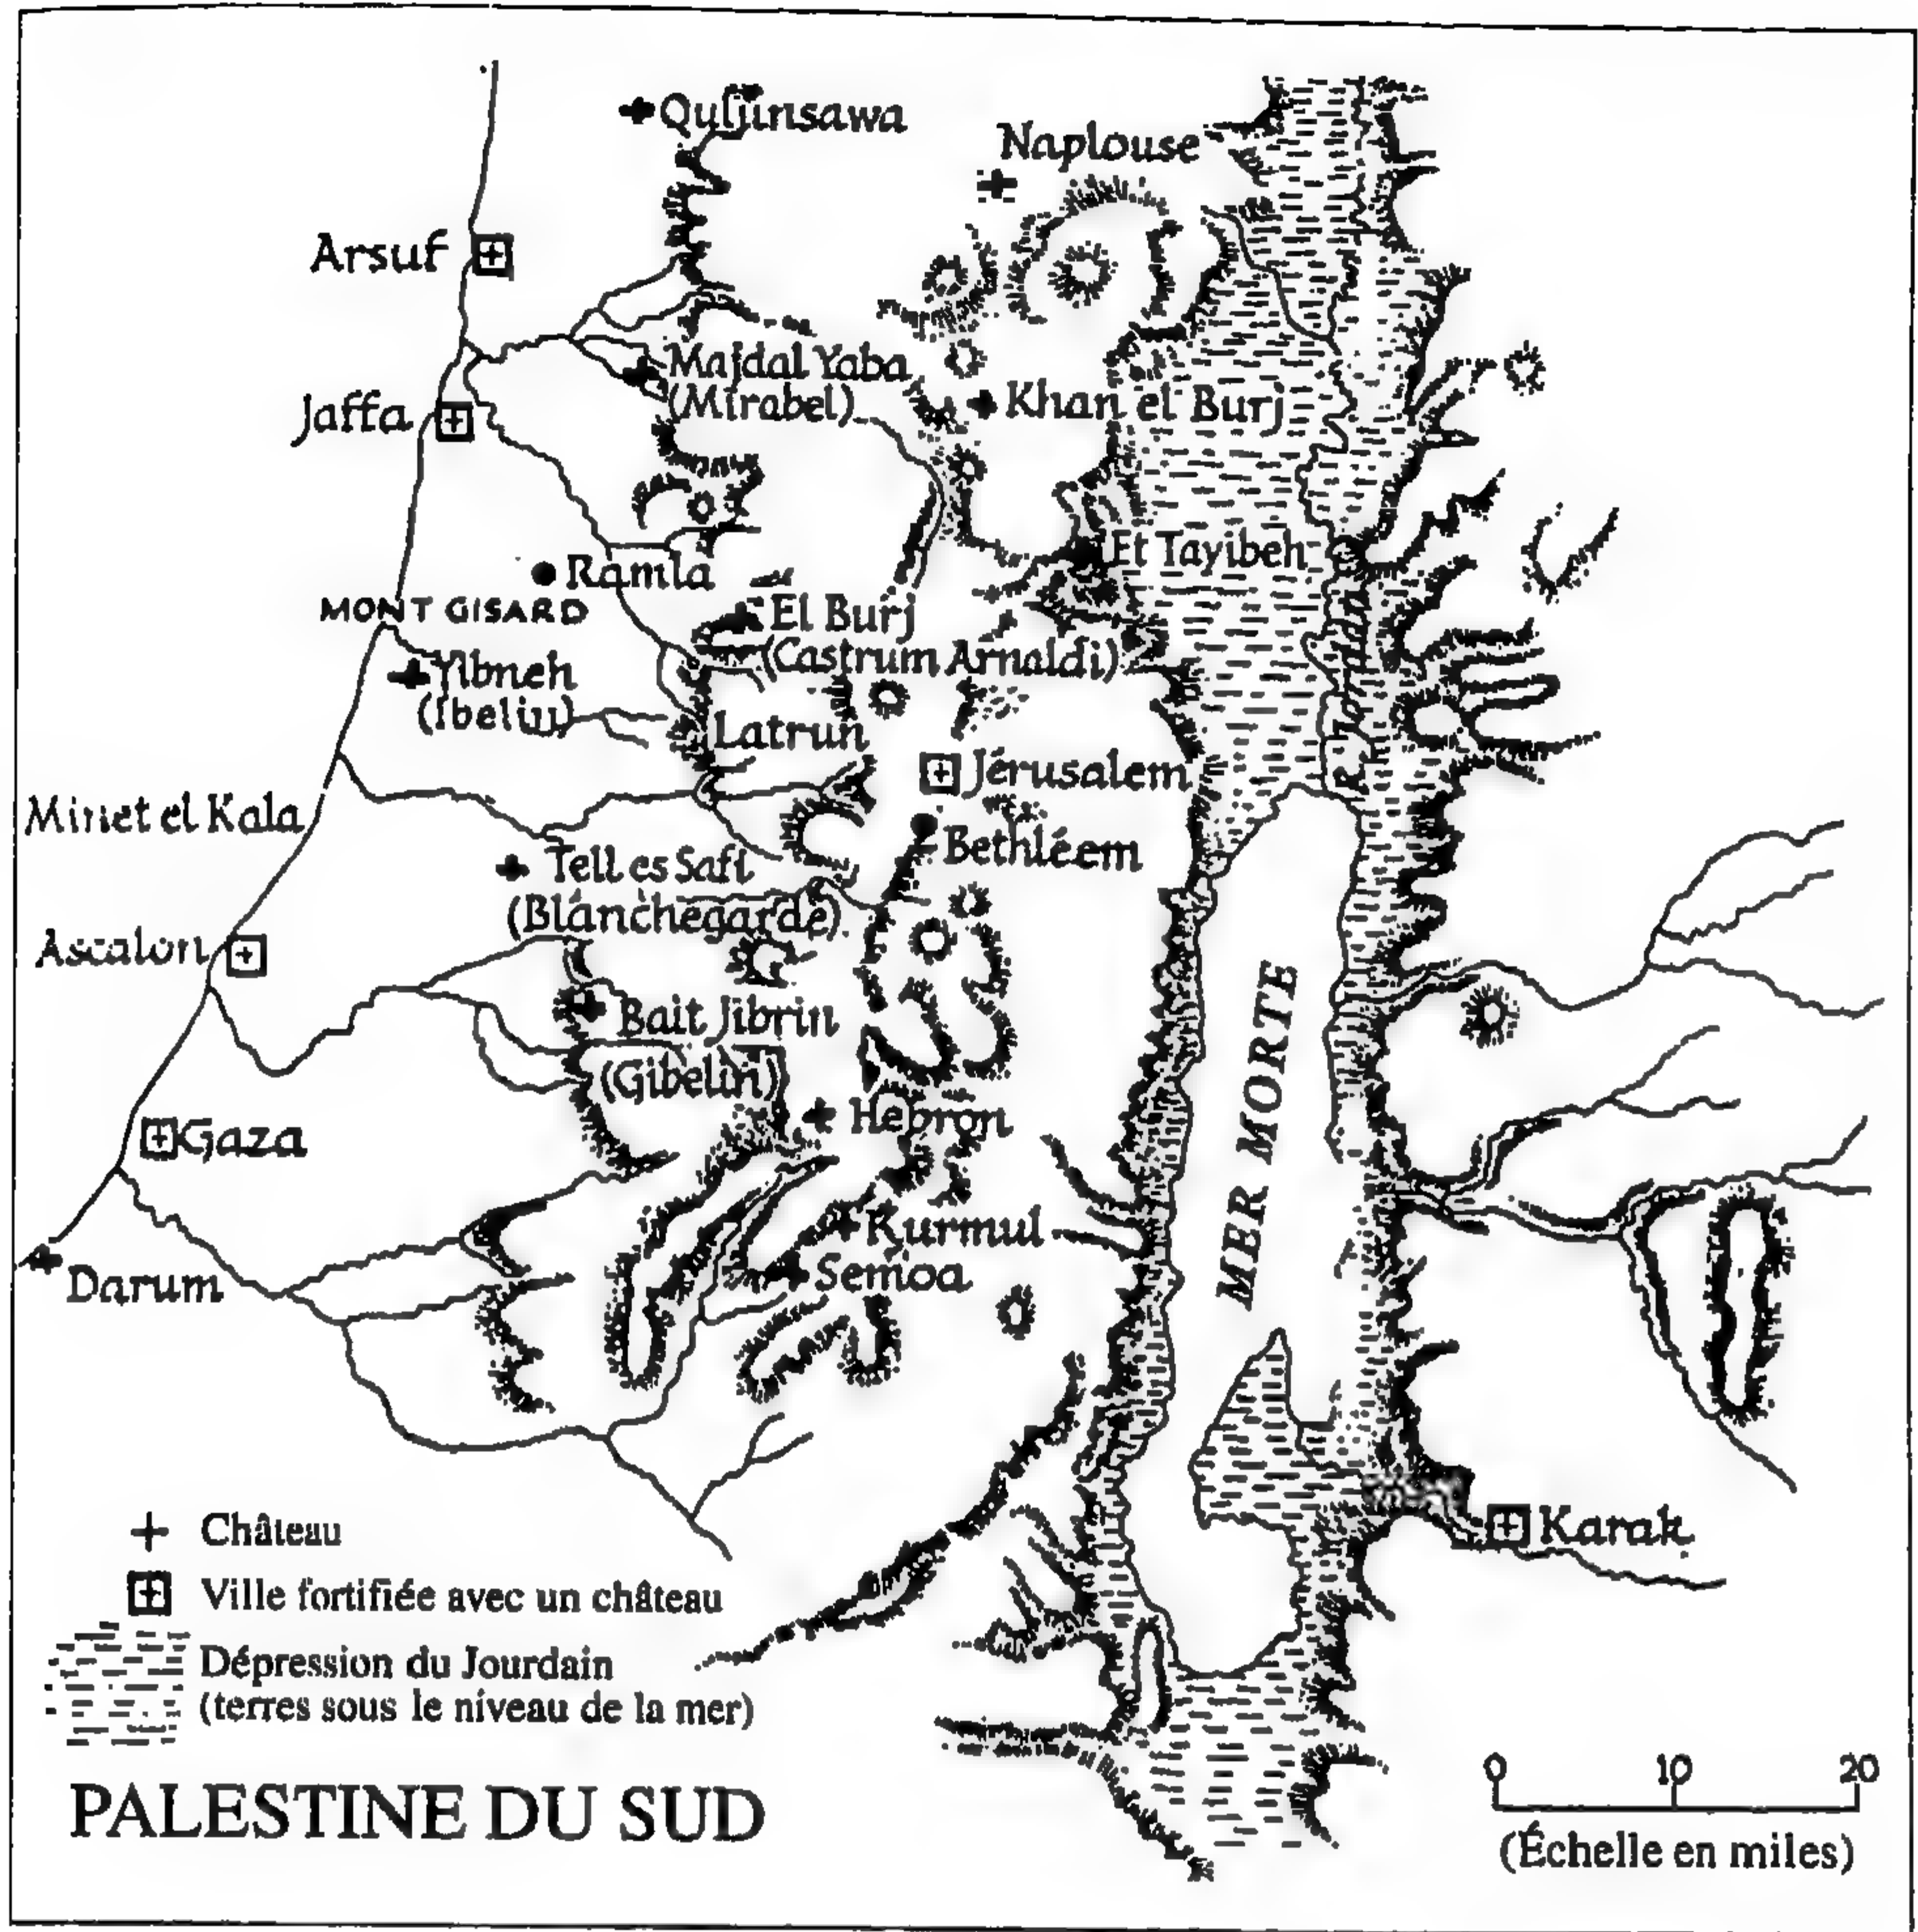 Quljunsawa
Naplouse
Arsuf
Majdal Yaba
(Mirabel)
Khan el Burj
Jaffa
Et Tayibeh
Ramla
MONT GISARD
El Burj
(Castrum Arnaldi)
Yibneh
(Ibelin)
Latrun
R. Jourdain
Jérusalem
Minet el Kala
Bethléem
Tell es Safi
(Blanchegarde)
Ascalon
Bait Jibrin
(Gibelin)
MER MORTE
Hebron
Gaza
Kurmul
Semoa
Darum
Karak
Château
Ville fortifiée avec un château
Dépression du Jourdain
(terres sous le niveau de la mer)
PALESTINE DU SUD
0 10 20
(Échelle en miles)